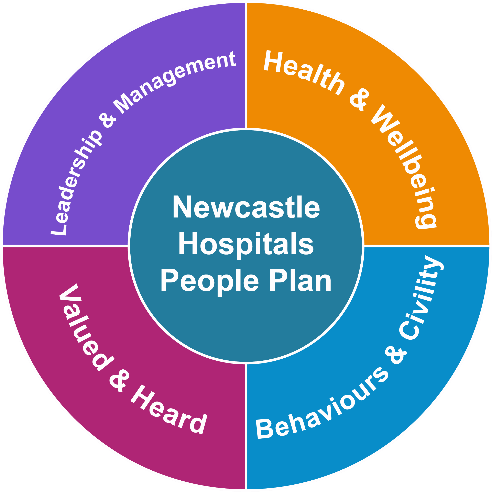 Leadership & Management
Health & Wellbeing
Newcastle
Hospitals
People Plan
Valued & Heard
Behaviours & Civility